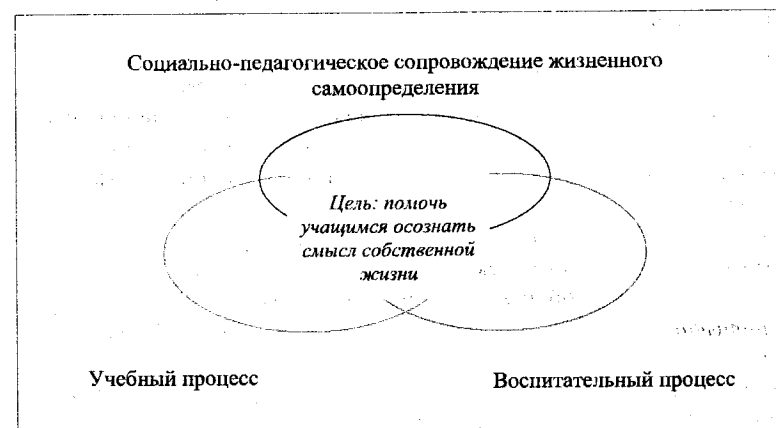 Социально-педагогическое сопровождение жизненного
самоопределения
Цель: помочь
учащимся осознать
смысл собственной
жизни
Учебный процесс
Воспитательный процесс